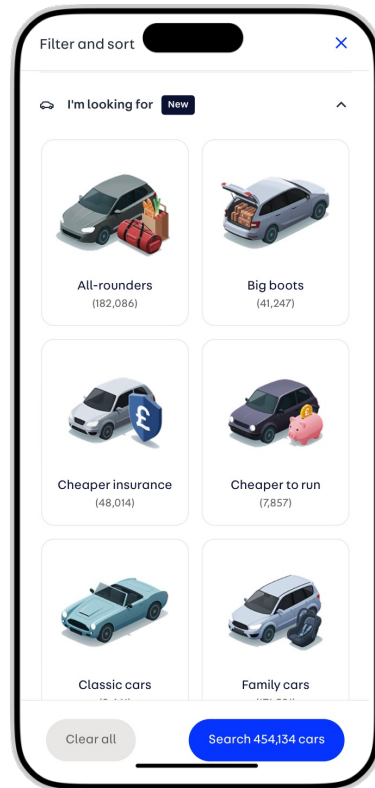 Filter and sort
I'm looking for New
All-rounders
(182,086)
Big boots
(41,247)
Cheaper insurance
(48,014)
Cheaper to run
(7,857)
Classic cars
Family cars
Clear all
Search 454,134 cars